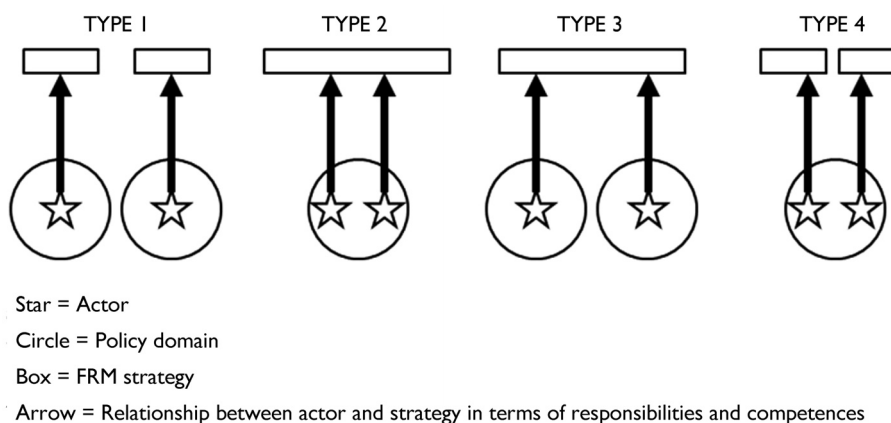 TYPE 1 TYPE 2 TYPE 3 TYPE 4
Star = Actor
Circle = Policy domain
Box = FRM strategy
Arrow = Relationship between actor and strategy in terms of responsibilities and competences